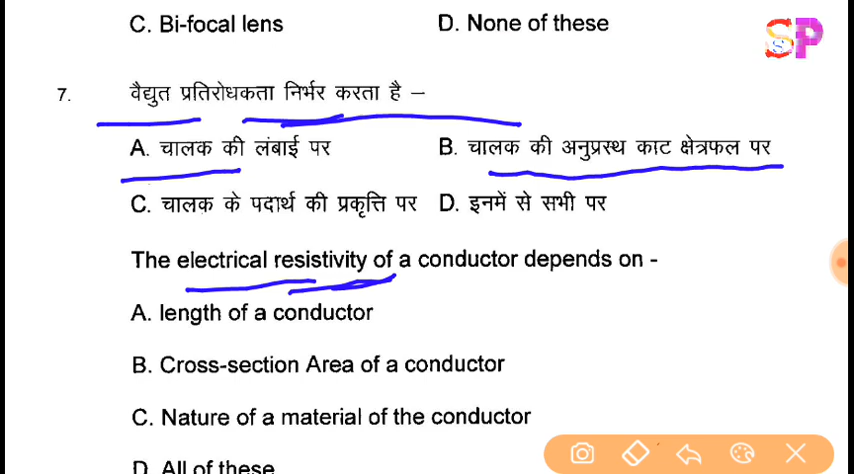 C. Bi-focal lens D. None of these
SP
7. वैद्युत प्रतिरोधकता निर्भर करता है –
A. चालक की लंबाई पर B. चालक की अनुप्रस्थ काट क्षेत्रफल पर
C. चालक के पदार्थ की प्रकृत्ति पर D. इनमें से सभी पर
The electrical resistivity of a conductor depends on -
A. length of a conductor
B. Cross-section Area of a conductor
C. Nature of a material of the conductor
D. All of these